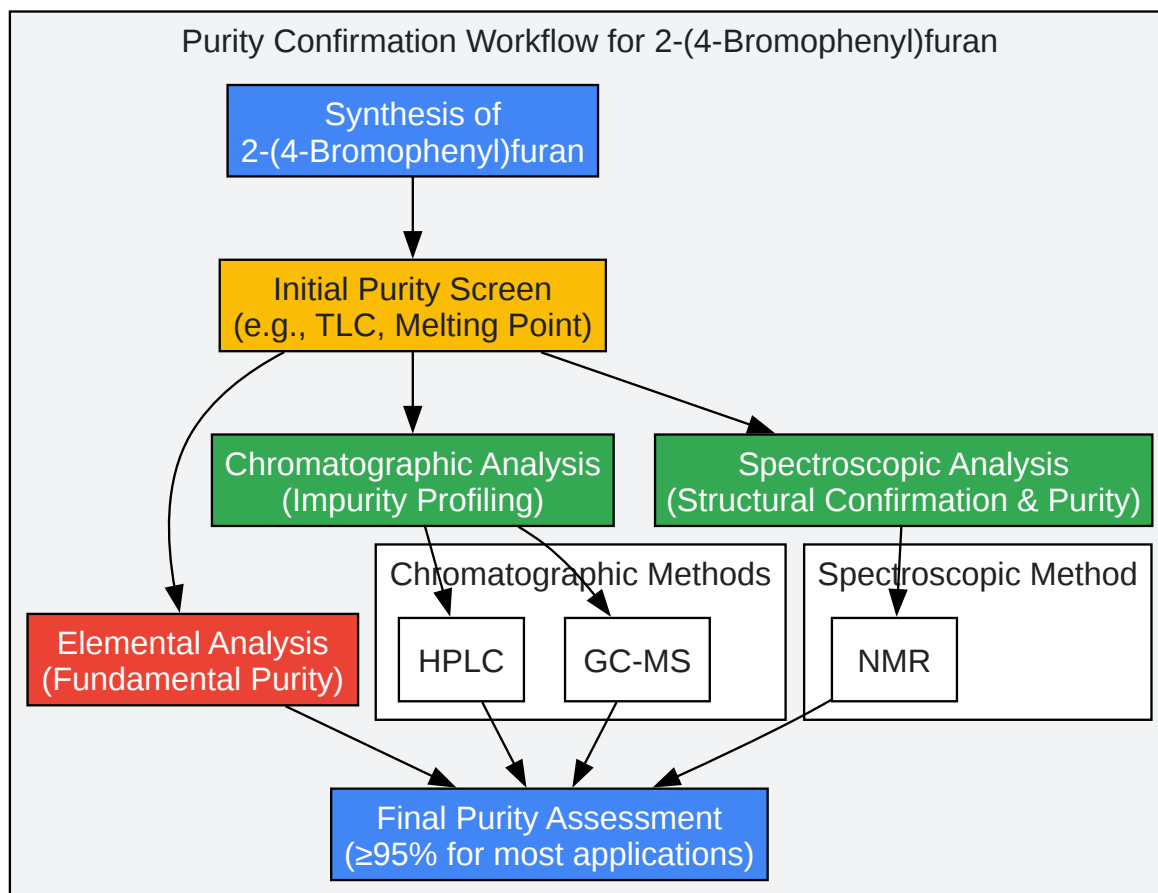 Purity Confirmation Workflow for 2-(4-Bromophenyl)furan
Synthesis of
2-(4-Bromophenyl)furan
Initial Purity Screen
(e.g., TLC, Melting Point)
Chromatographic Analysis
(Impurity Profiling)
Spectroscopic Analysis
(Structural Confirmation & Purity)
Chromatographic Methods
Spectroscopic Method
Elemental Analysis
(Fundamental Purity)
HPLC
GC-MS
NMR
Final Purity Assessment
(≥95% for most applications)